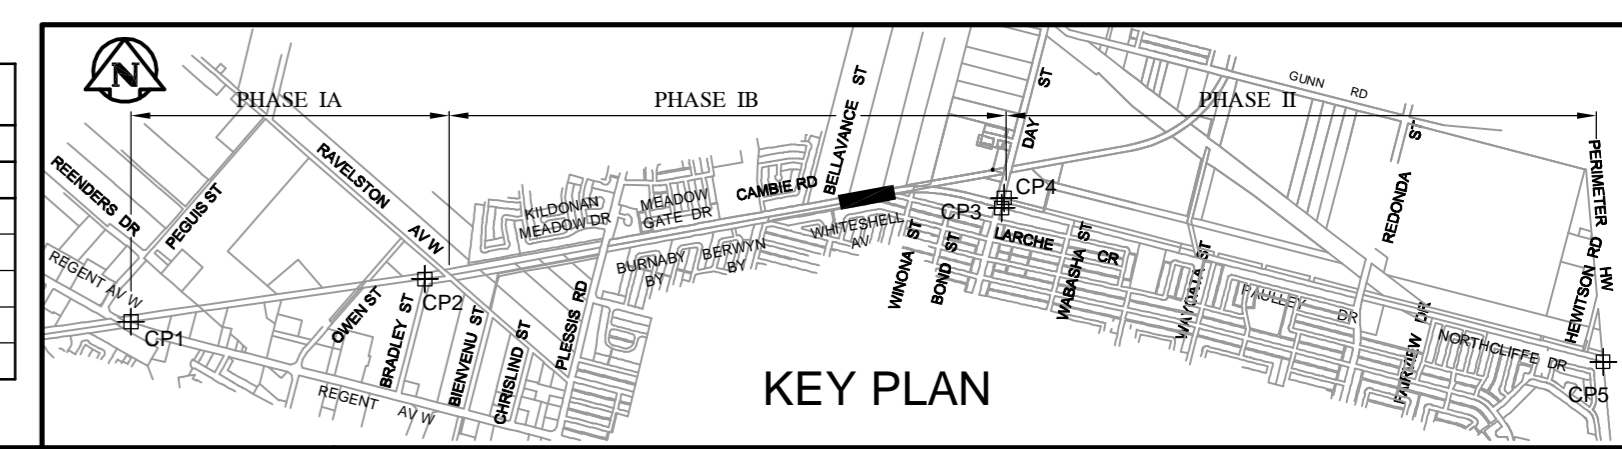 N
PHASE IA
PHASE IB
PHASE II
GUNN RD
REENDERS DR
PEGUIS ST
RAVELSTON AV W
KILDONAN
MEADOW DR
MEADOW
GATE DR
CAMBIE RD
BELLAVANCE ST
DAY ST
REDONDA ST
PERIMETER HW
HEWITSON RD
REGENT AV W
CP1
CP2
OWEN ST
BRADLEY ST
BIENVENU ST
CHRISLIND ST
PLESSIS RD
BURNABY
BY
BERWYN
BY
WHITESHELL
AV
WINONA ST
BOND ST
CP3
CP4
LARCHE CR
WABASHA ST
WAYOATA ST
PAULLEY DR
FAIRVIEW DR
NORTHCLIFFE DR
CP5
REGENT AV W
KEY PLAN